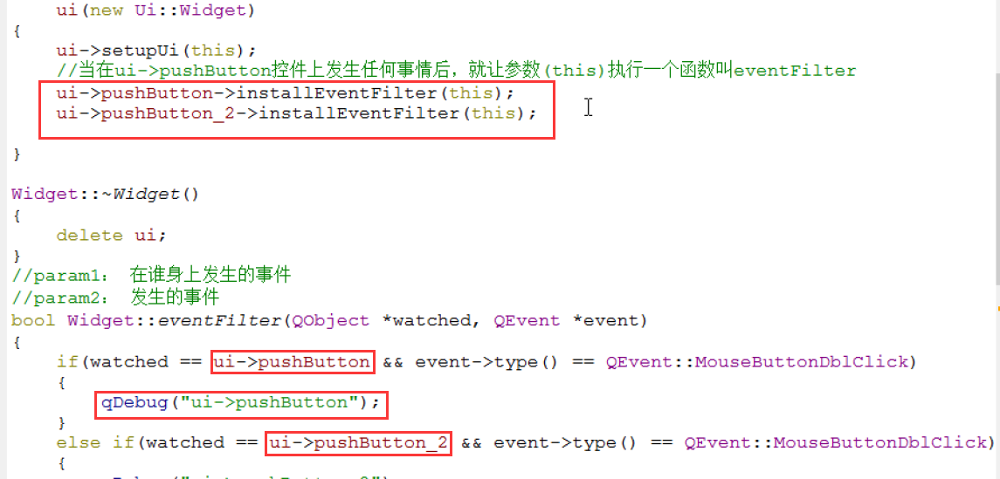 ui(new Ui::Widget)
{
ui->setupUi(this);
//当在ui->pushButton控件上发生任何事情后，就让参数(this)执行一个函数叫eventFilter
ui->pushButton->installEventFilter(this);
ui->pushButton_2->installEventFilter(this);
}
Widget::~Widget()
{
delete ui;
}
//param1： 在谁身上发生的事件
//param2： 发生的事件
bool Widget::eventFilter(QObject *watched, QEvent *event)
{
if(watched == ui->pushButton && event->type() == QEvent::MouseButtonDblClick)
{
qDebug("ui->pushButton");
}
else if(watched == ui->pushButton_2 && event->type() == QEvent::MouseButtonDblClick)
{